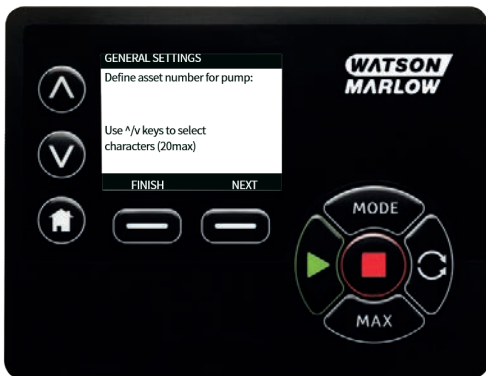 GENERAL SETTINGS
Define asset number for pump:
Use ^/v keys to select
characters (20max)
FINISH NEXT
WATSON
MARLOW
MODE
MAX